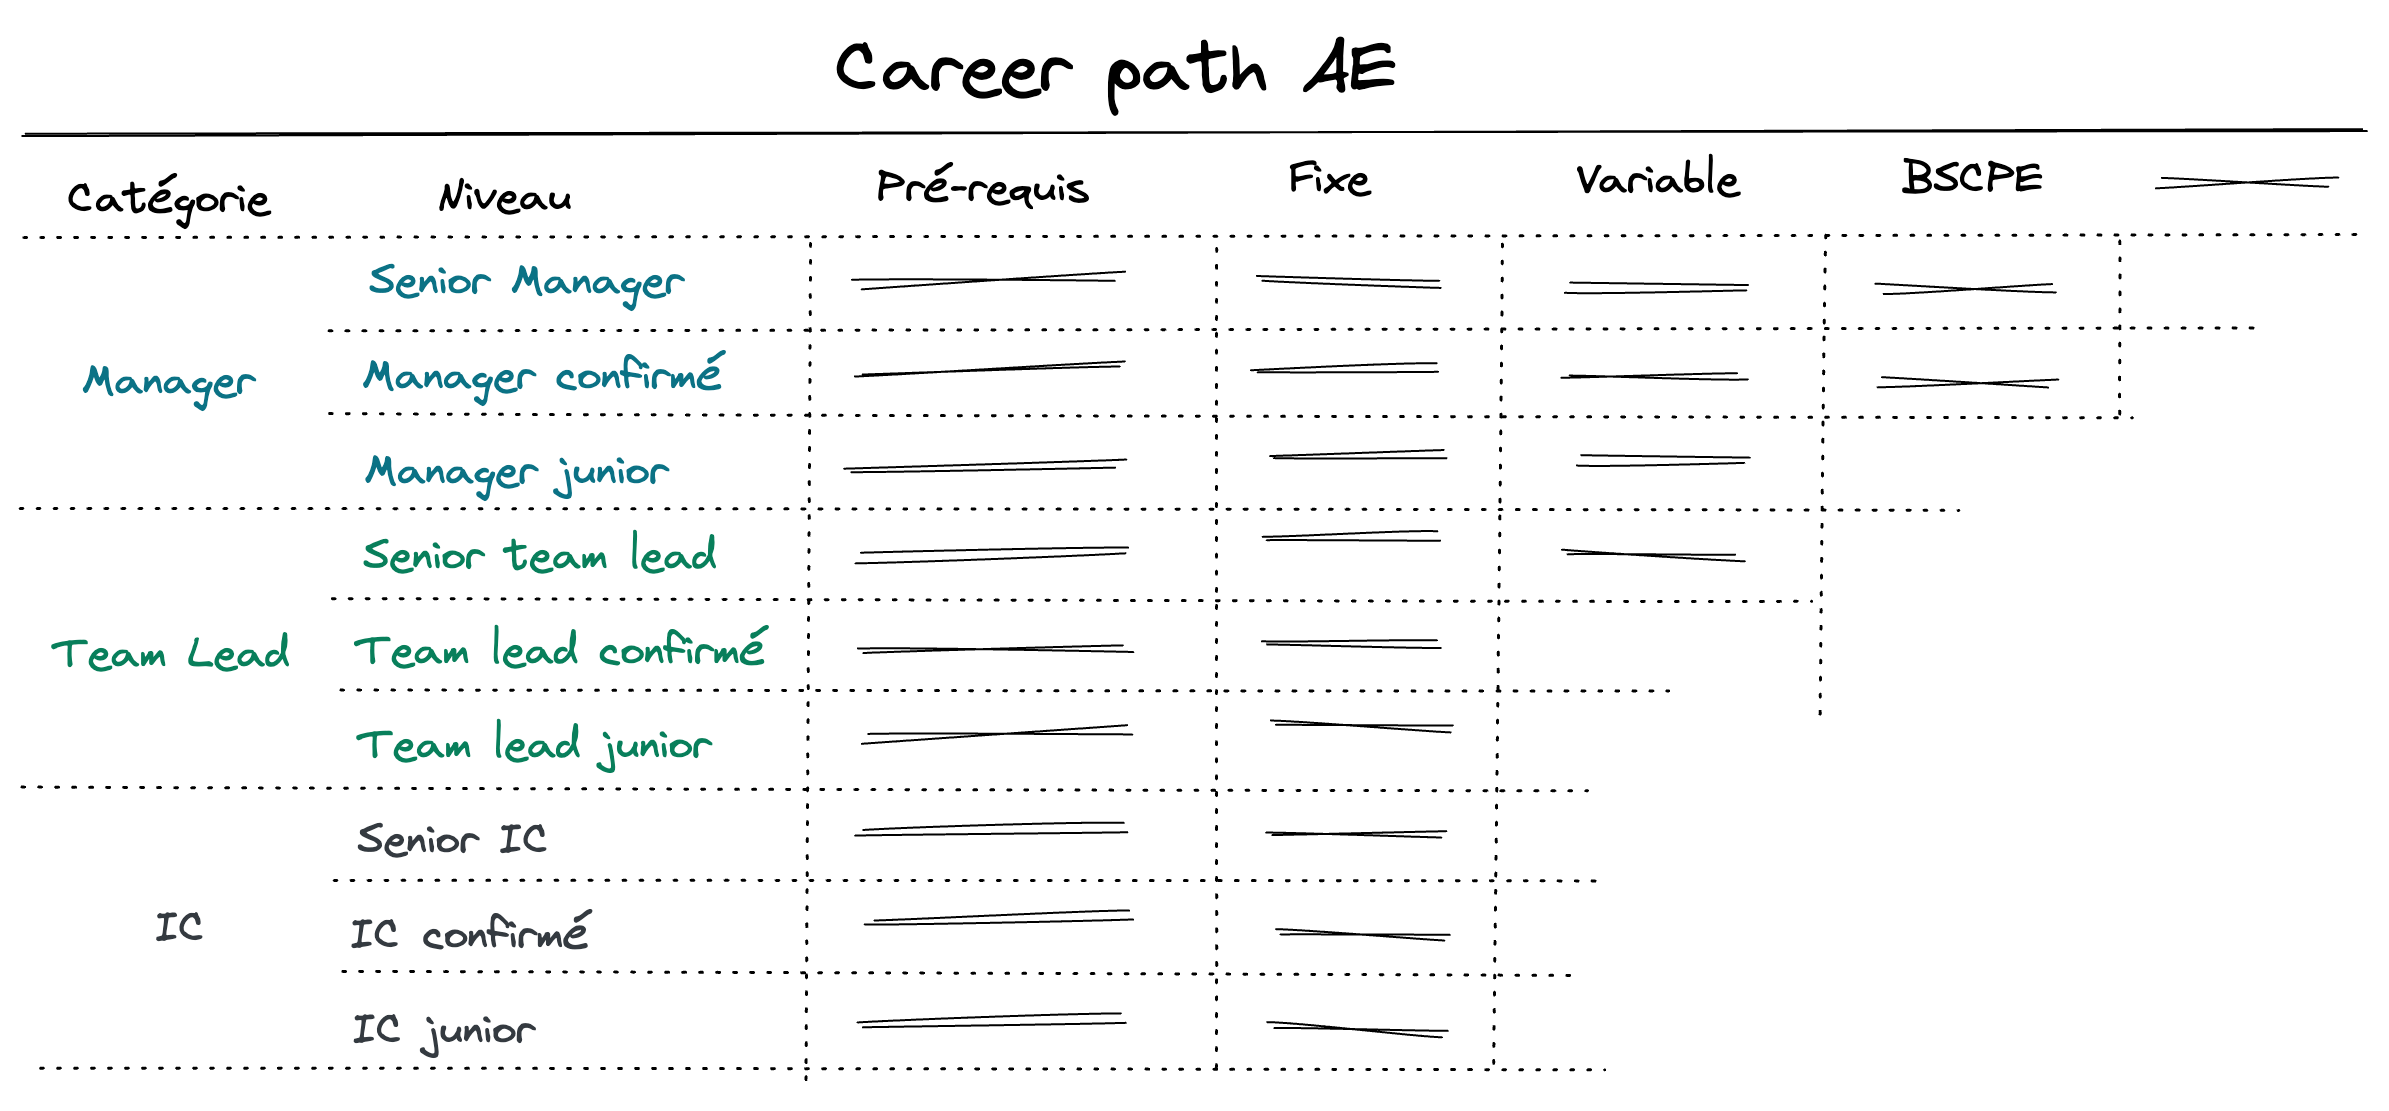 Career path AE
Catégorie Niveau Pré-requis Fixe Variable BSCPE
Senior Manager
Manager Manager confirmé
Manager junior
Senior team lead
Team Lead Team lead confirmé
Team lead junior
Senior IC
IC IC confirmé
IC junior